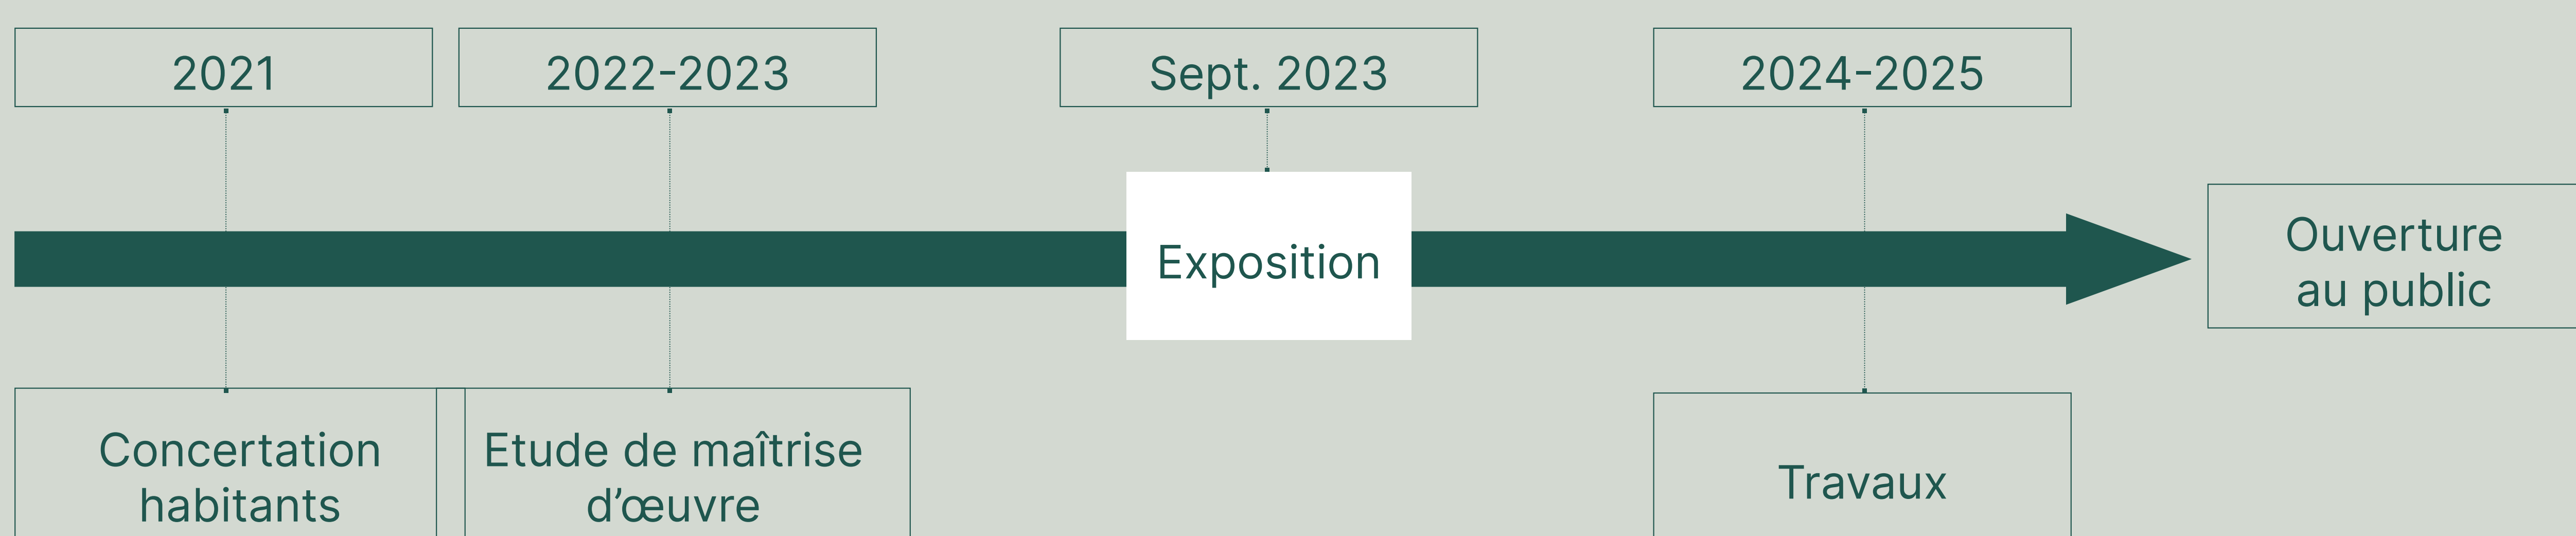 2021
2022-2023
Sept. 2023
2024-2025
Exposition
Ouverture
au public
Concertation
habitants
Etude de maîtrise
d’œuvre
Travaux